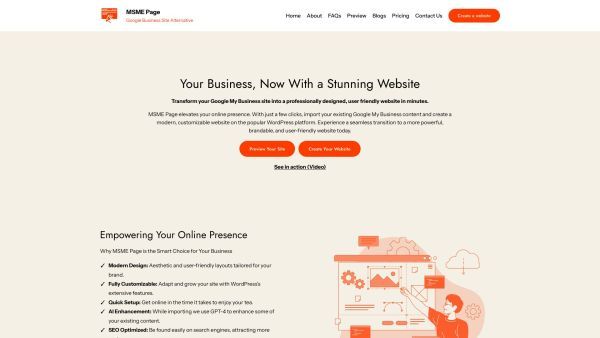 MSME Page
Google Business Site Alternative
Home About FAQs Preview Blogs Pricing Contact Us Create a website
Your Business, Now With a Stunning Website
Transform your Google My Business site into a professionally designed, user friendly website in minutes.
MSME Page elevates your online presence. With just a few clicks, import your existing Google My Business content and create a
modern, customizable website on the popular WordPress platform. Experience a seamless transition to a more powerful,
brandable, and user-friendly website today.
Preview Your Site Create Your Website
See in action (Video)
Empowering Your Online Presence
Why MSME Page is the Smart Choice for Your Business
✓ Modern Design: Aesthetic and user-friendly layouts tailored for your
brand.
✓ Fully Customizable: Adapt and grow your site with WordPress's
extensive features.
✓ Quick Setup: Get online in the time it takes to enjoy your tea.
✓ AI Enhancement: While importing we use GPT-4 to enhance some of
your existing content.
✓ SEO Optimized: Be found easily on search engines, attracting more